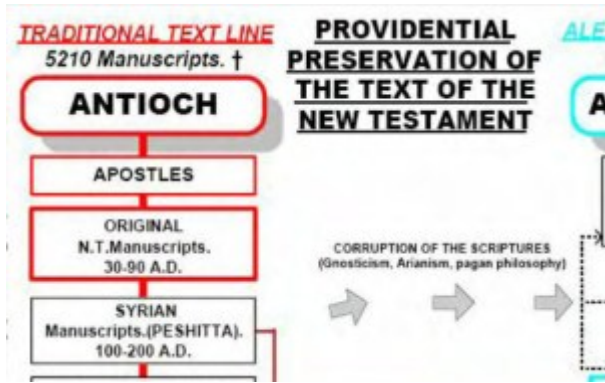 TRADITIONAL TEXT LINE
5210 Manuscripts. †
ANTIOCH
APOSTLES
ORIGINAL
N.T.Manuscripts.
30-90 A.D.
SYRIAN
Manuscripts.(PESHITTA).
100-200 A.D.
PROVIDENTIAL
PRESERVATION OF
THE TEXT OF THE
NEW TESTAMENT
CORRUPTION OF THE SCRIPTURES
(Gnosticism, Arianism, pagan philosophy)
ALE
A